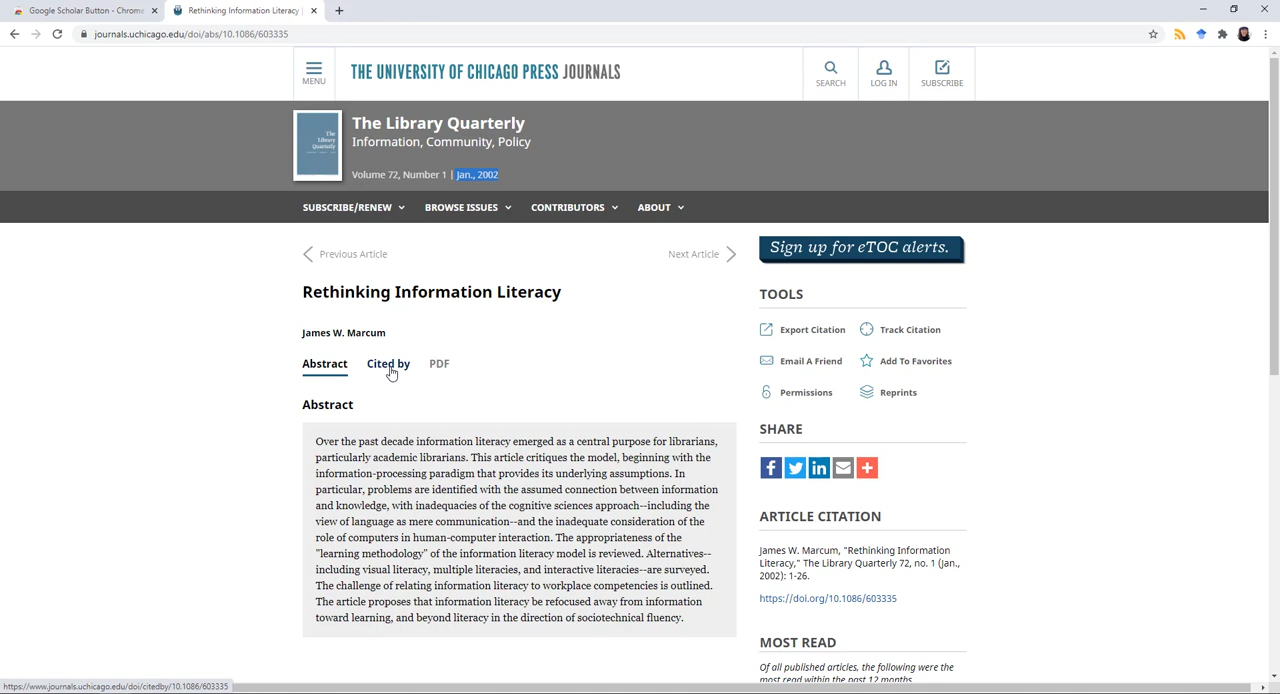 Google Scholar Button - Chrome
Rethinking Information Literacy |
journals.uchicago.edu/doi/abs/10.1086/603335
MENU
THE UNIVERSITY OF CHICAGO PRESS JOURNALS
SEARCH
LOG IN
SUBSCRIBE
The Library Quarterly
The Library Quarterly
Information, Community, Policy
Volume 72, Number 1 | Jan., 2002
SUBSCRIBE/RENEW
BROWSE ISSUES
CONTRIBUTORS
ABOUT
Previous Article
Next Article
Rethinking Information Literacy
James W. Marcum
Abstract
Cited by
PDF
Abstract
Over the past decade information literacy emerged as a central purpose for librarians,
particularly academic librarians. This article critiques the model, beginning with the
information-processing paradigm that provides its underlying assumptions. In
particular, problems are identified with the assumed connection between information
and knowledge, with inadequacies of the cognitive sciences approach--including the
view of language as mere communication--and the inadequate consideration of the
role of computers in human-computer interaction. The appropriateness of the
"learning methodology" of the information literacy model is reviewed. Alternatives--
including visual literacy, multiple literacies, and interactive literacies--are surveyed.
The challenge of relating information literacy to workplace competencies is outlined.
The article proposes that information literacy be refocused away from information
toward learning, and beyond literacy in the direction of sociotechnical fluency.
Sign up for eTOC alerts.
TOOLS
Export Citation
Track Citation
Email A Friend
Add To Favorites
Permissions
Reprints
SHARE
ARTICLE CITATION
James W. Marcum, "Rethinking Information
Literacy," The Library Quarterly 72, no. 1 (Jan.,
2002): 1-26.
https://doi.org/10.1086/603335
MOST READ
Of all published articles, the following were the
most read within the past 12 months
https://www.journals.uchicago.edu/doi/citedby/10.1086/603335